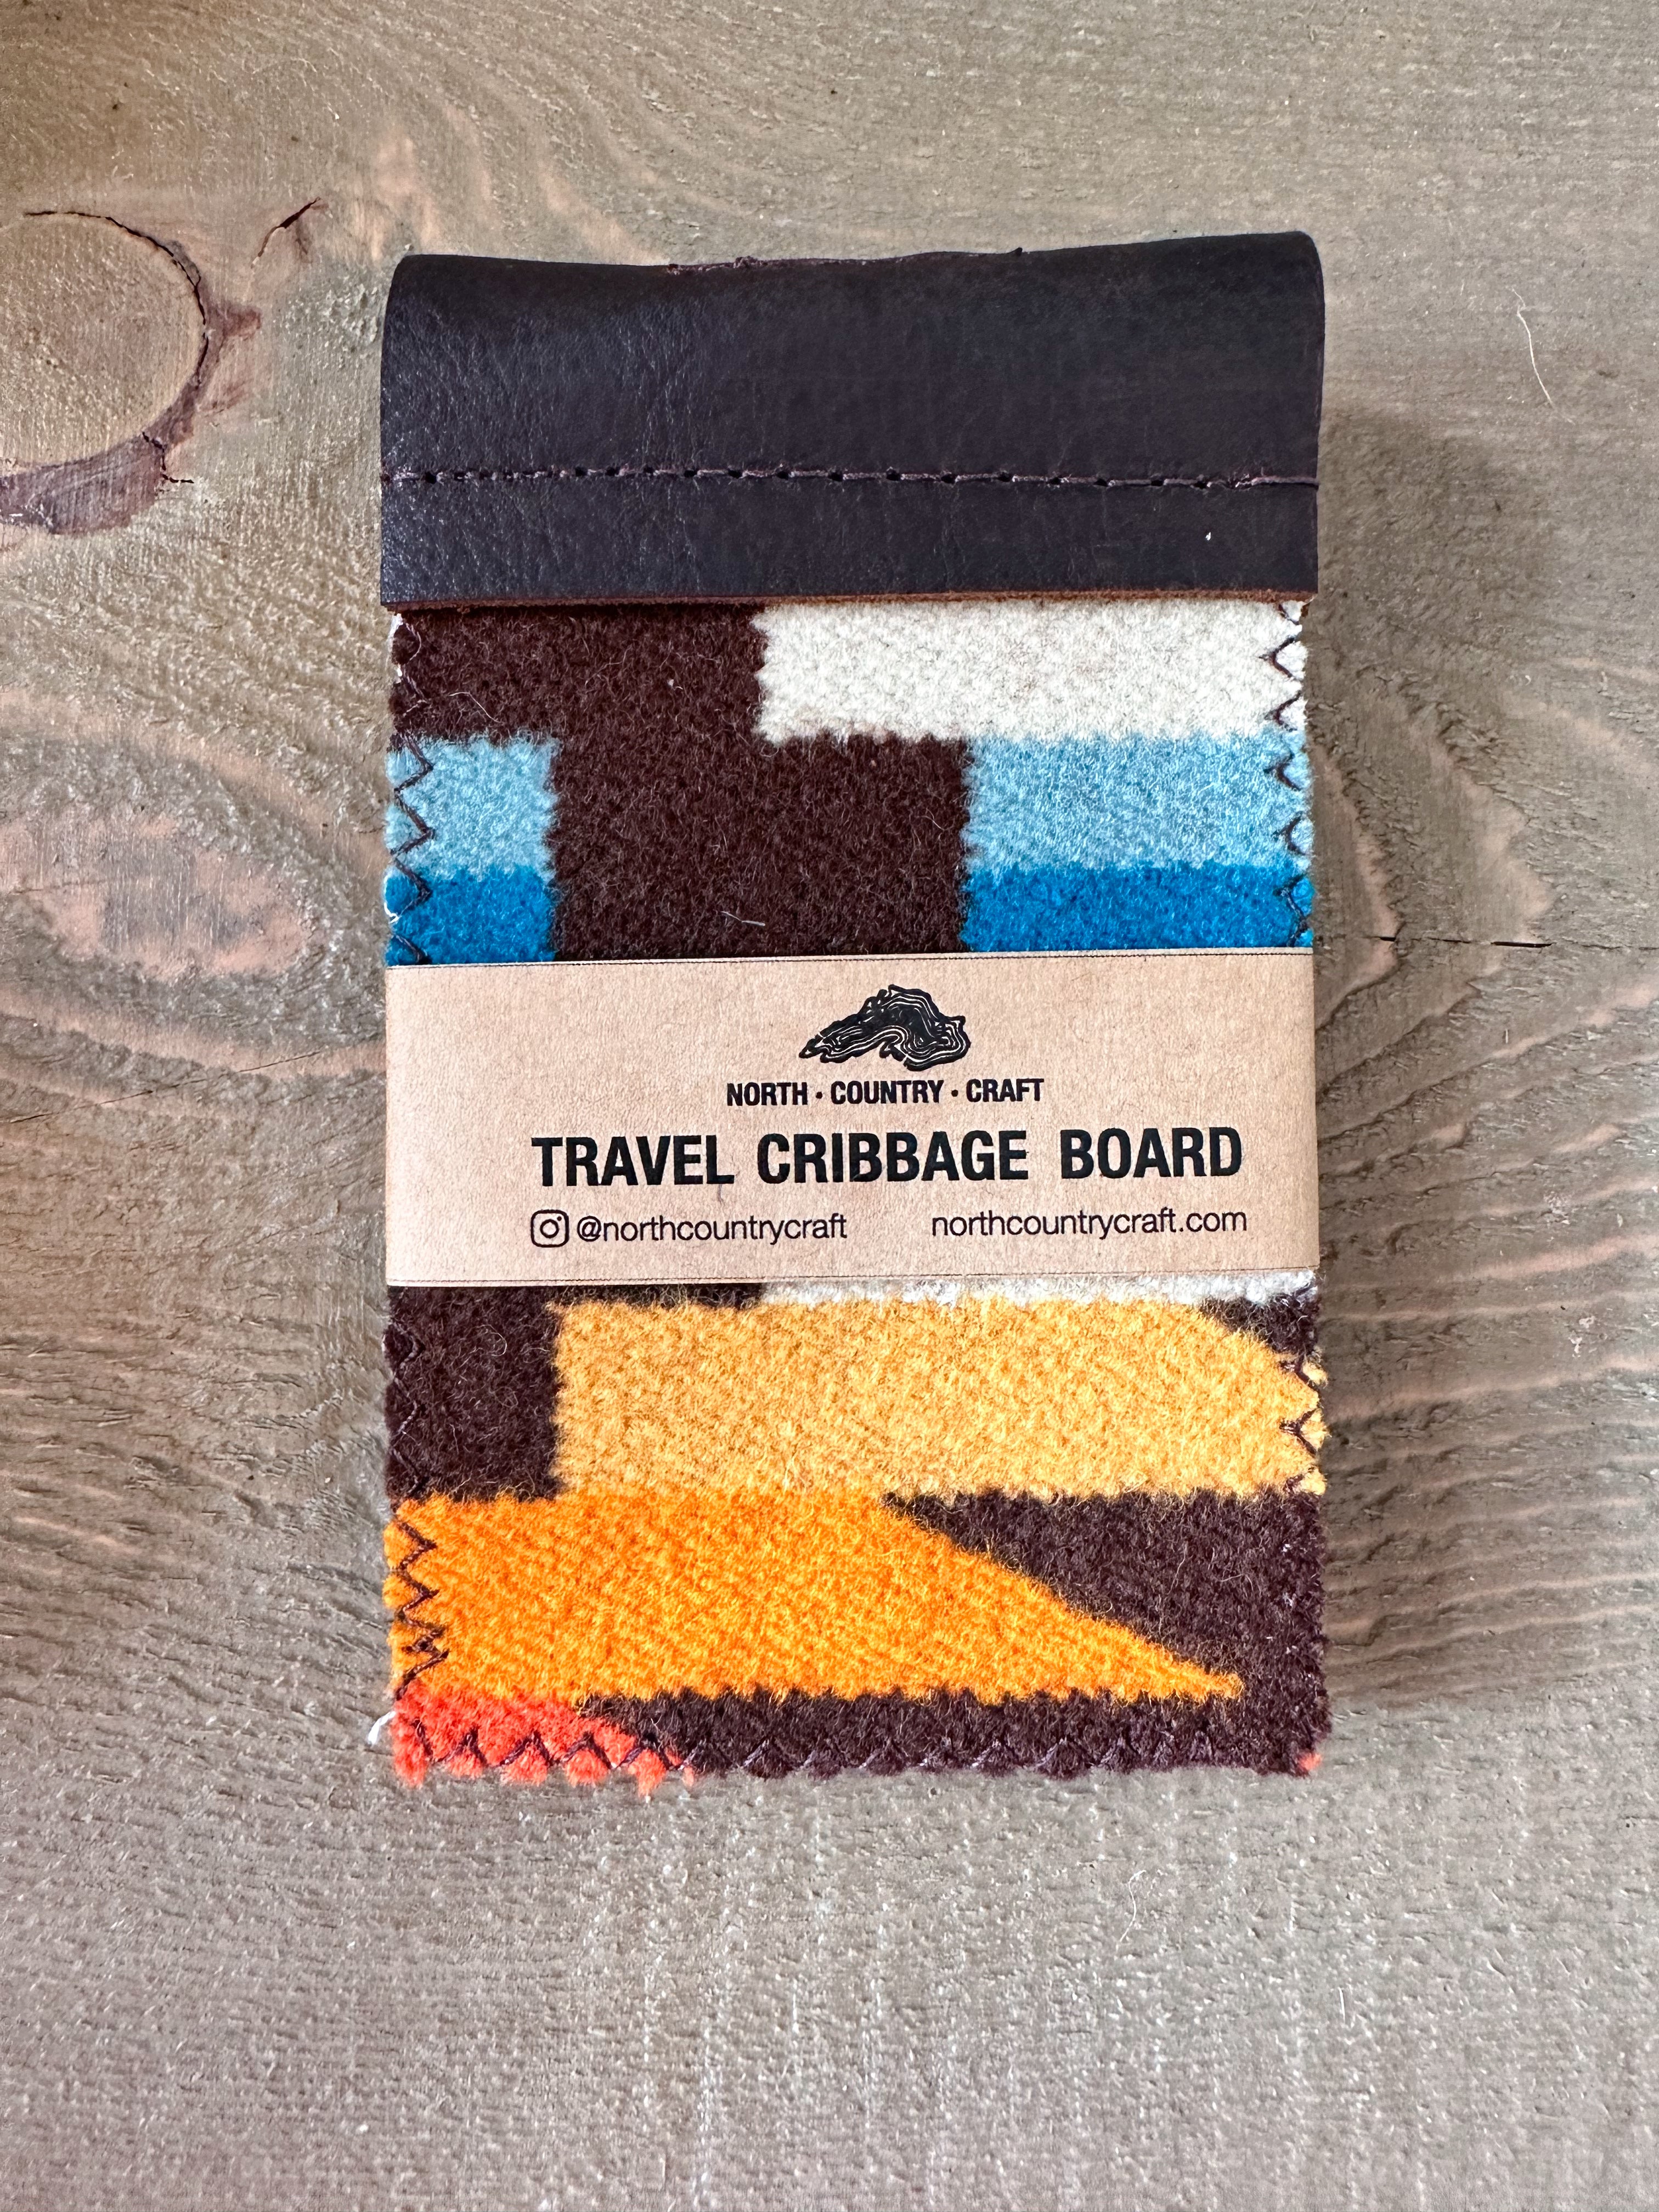 NORTH · COUNTRY · CRAFT
TRAVEL CRIBBAGE BOARD
@northcountrycraft northcountrycraft.com